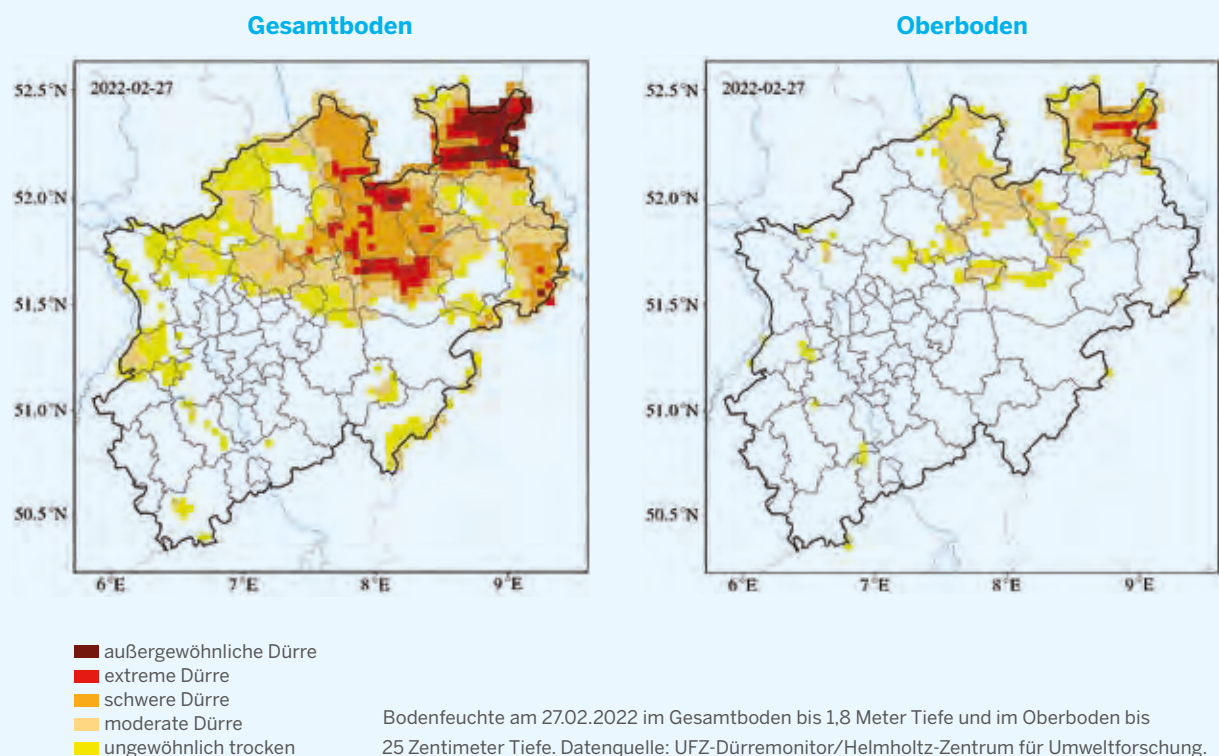 Gesamtboden
Oberboden
2022-02-27
52.5°N
52.0°N
51.5°N
51.0°N
50.5°N
6°E
7°E
8°E
9°E
2022-02-27
52.5°N
52.0°N
51.5°N
51.0°N
50.5°N
6°E
7°E
8°E
9°E
außergewöhnliche Dürre
extreme Dürre
schwere Dürre
moderate Dürre
ungewöhnlich trocken
Bodenfeuchte am 27.02.2022 im Gesamtboden bis 1,8 Meter Tiefe und im Oberboden bis
25 Zentimeter Tiefe. Datenquelle: UFZ-Dürremonitor/Helmholtz-Zentrum für Umweltforschung.